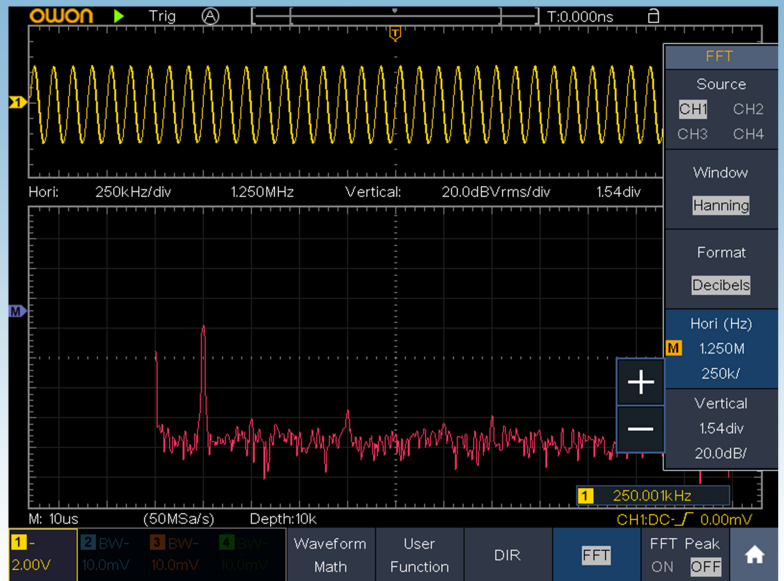 OWON Trig A T:0.000ns
T
1
FFT
Source
CH1 CH2
CH3 CH4
Window
Hanning
Format
Decibels
Hori (Hz)
M 1.250M
250k/
Vertical
1.54div
20.0dB/
Hori: 250kHz/div 1.250MHz Vertical: 20.0dBVrms/div 1.54div
M
+
−
1 250.001kHz
M: 10us (50MSa/s) Depth:10k CH1:DC- 0.00mV
1 - 2 BW- 3 BW- 4 BW-
2.00V 10.0mV 10.0mV 10.0mV
Waveform
Math
User
Function
DIR
FFT
FFT Peak
ON OFF